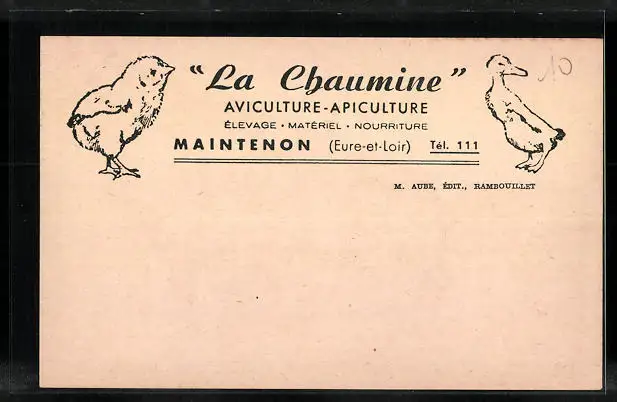 "La Chaumine"
AVICULTURE-APICULTURE
ÉLEVAGE · MATÉRIEL · NOURRITURE
MAINTENON (Eure-et-Loir) Tél. 111
M. AUBE, ÉDIT., RAMBOUILLET
10